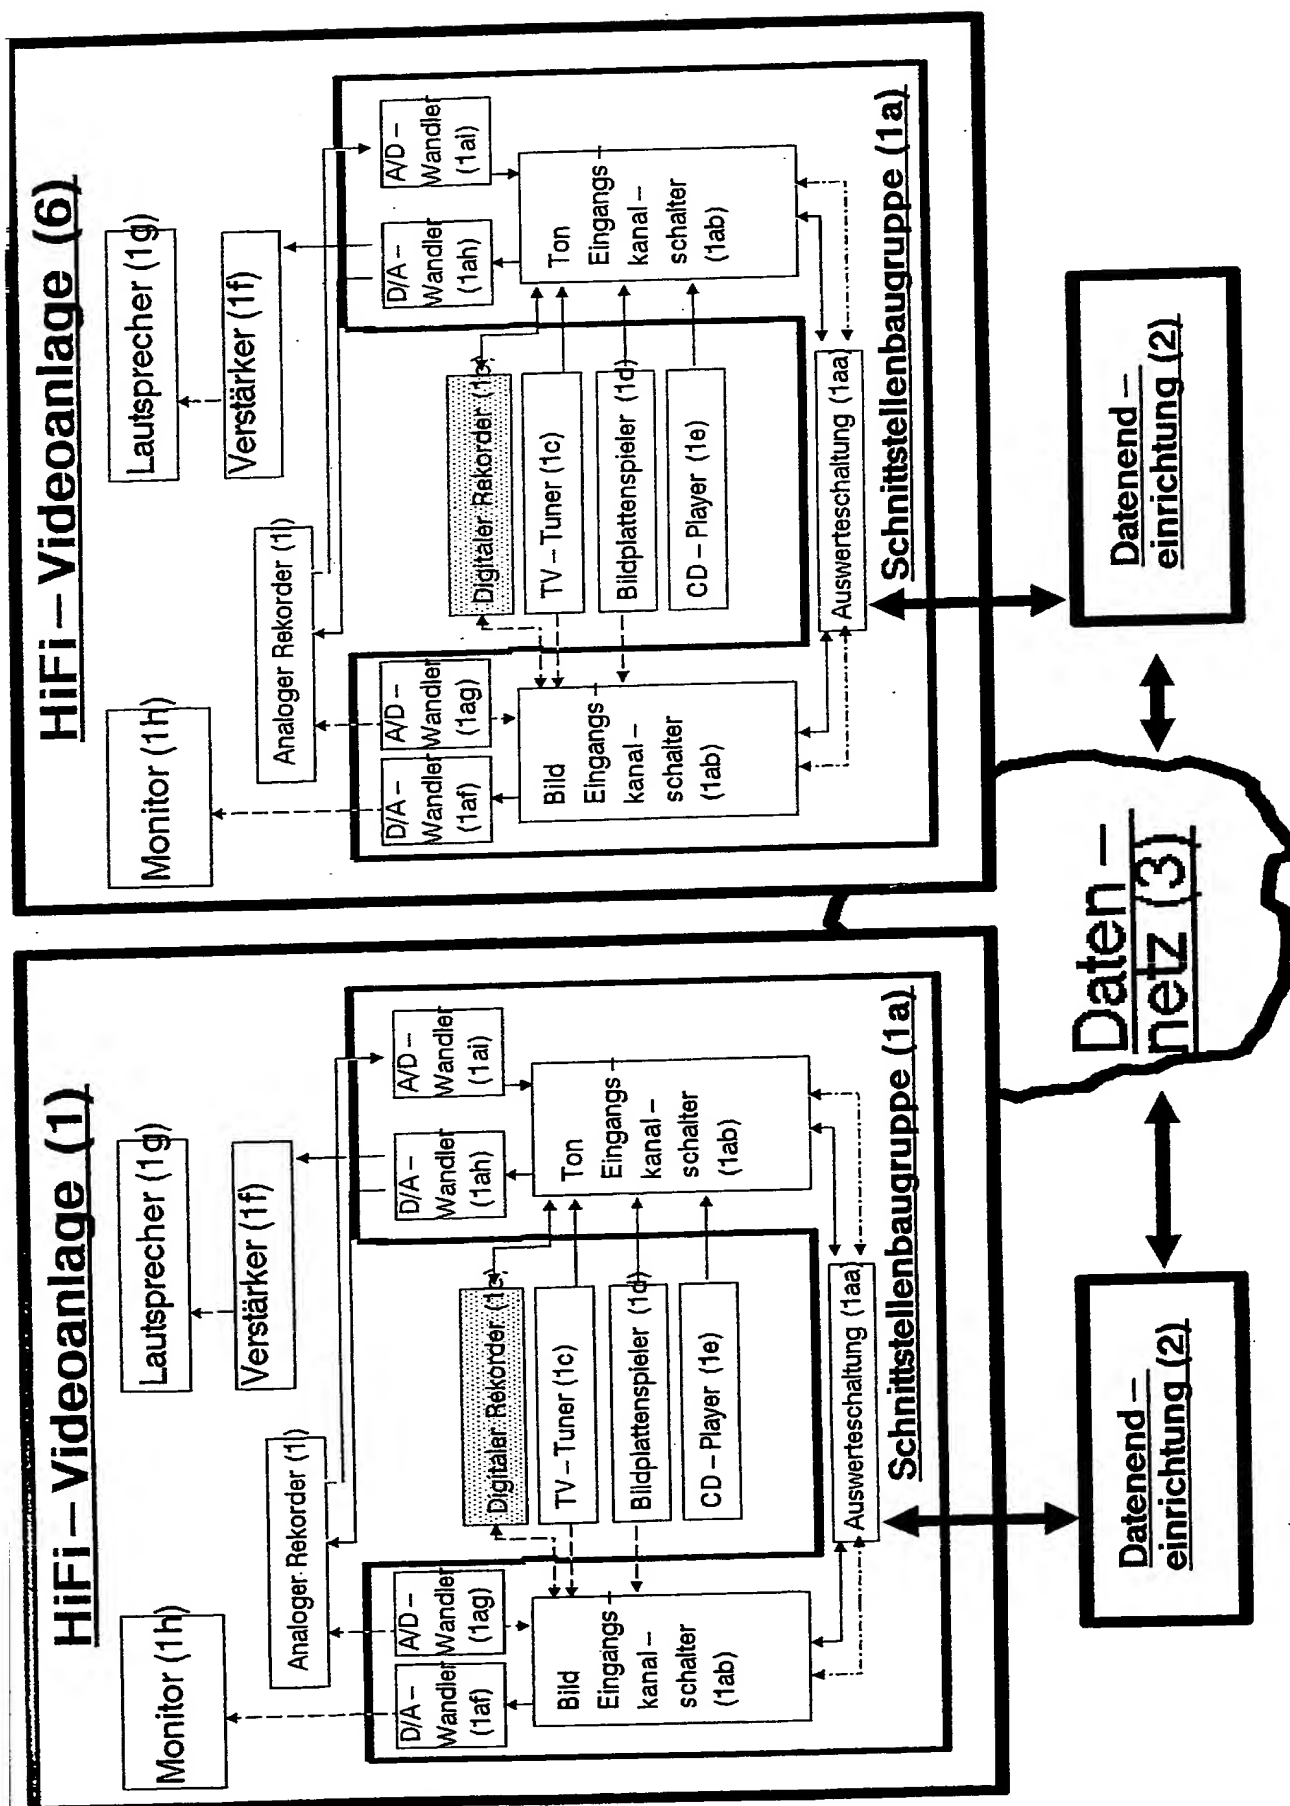 HiFi – Videoanlage (1)
Monitor (1h)
Lautsprecher (1g)
Verstärker (1f)
Analoger Rekorder (1i)
D/A –
Wandler
(1af)
A/D –
Wandler
(1ag)
D/A –
Wandler
(1ah)
A/D –
Wandler
(1ai)
Digitaler Rekorder
TV – Tuner (1c)
Bildplattenspieler (1d)
CD – Player (1e)
Bild
Eingangs –
kanal –
schalter
(1ab)
Ton
Eingangs –
kanal –
schalter
(1ab)
Auswerteschaltung (1aa)
Schnittstellenbaugruppe (1a)
Datenend –
einrichtung (2)
HiFi – Videoanlage (6)
Monitor (1h)
Lautsprecher (1g)
Verstärker (1f)
Analoger Rekorder (1i)
D/A –
Wandler
(1af)
A/D –
Wandler
(1ag)
D/A –
Wandler
(1ah)
A/D –
Wandler
(1ai)
Digitaler Rekorder
TV – Tuner (1c)
Bildplattenspieler (1d)
CD – Player (1e)
Bild
Eingangs –
kanal –
schalter
(1ab)
Ton
Eingangs –
kanal –
schalter
(1ab)
Auswerteschaltung (1aa)
Schnittstellenbaugruppe (1a)
Datenend –
einrichtung (2)
Daten –
netz (3)